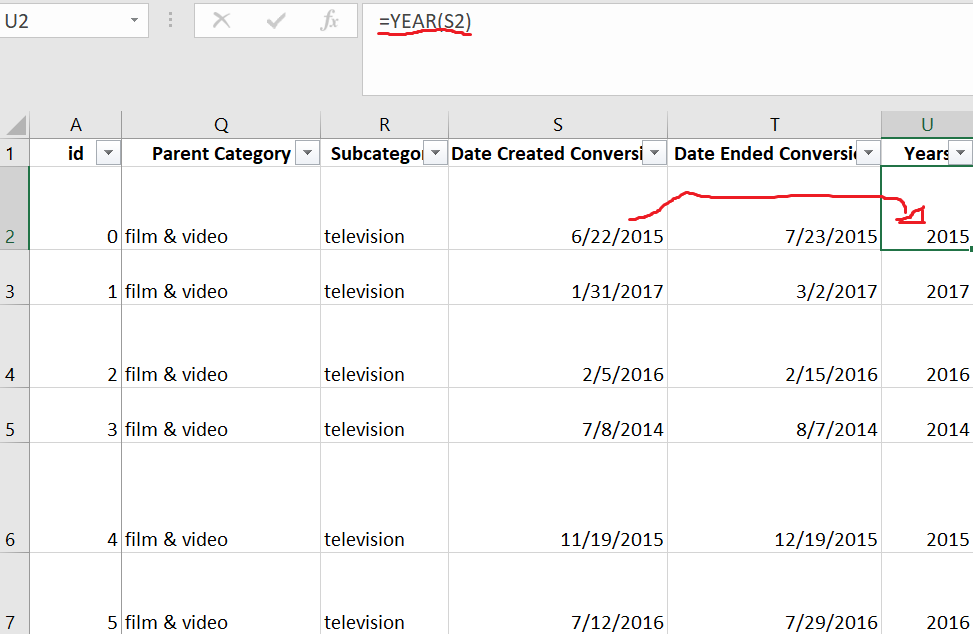 U2 fx =YEAR(S2)
A Q R S T U
1 id Parent Category Subcatego Date Created Conversi Date Ended Conversi Years
2 0 film & video television 6/22/2015 7/23/2015 2015
3 1 film & video television 1/31/2017 3/2/2017 2017
4 2 film & video television 2/5/2016 2/15/2016 2016
5 3 film & video television 7/8/2014 8/7/2014 2014
6 4 film & video television 11/19/2015 12/19/2015 2015
7 5 film & video television 7/12/2016 7/29/2016 2016